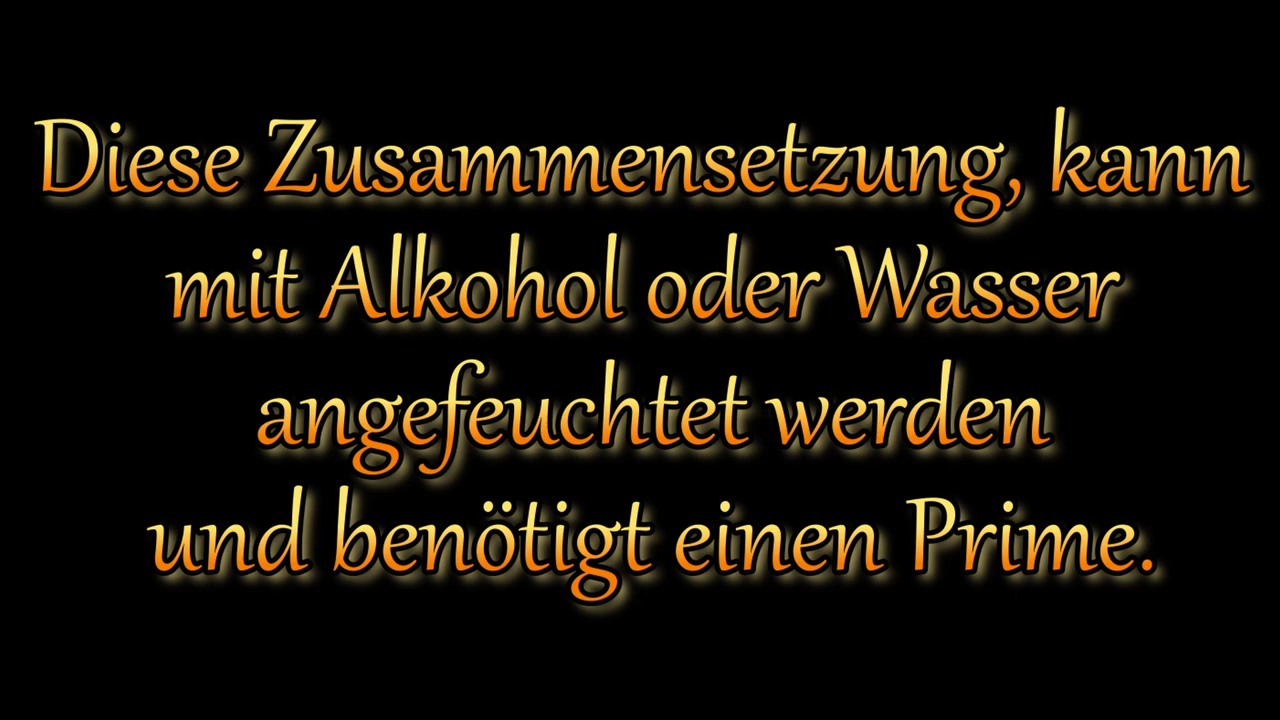 Diese Zusammensetzung, kann
mit Alkohol oder Wasser
angefeuchtet werden
und benötigt einen Prime.